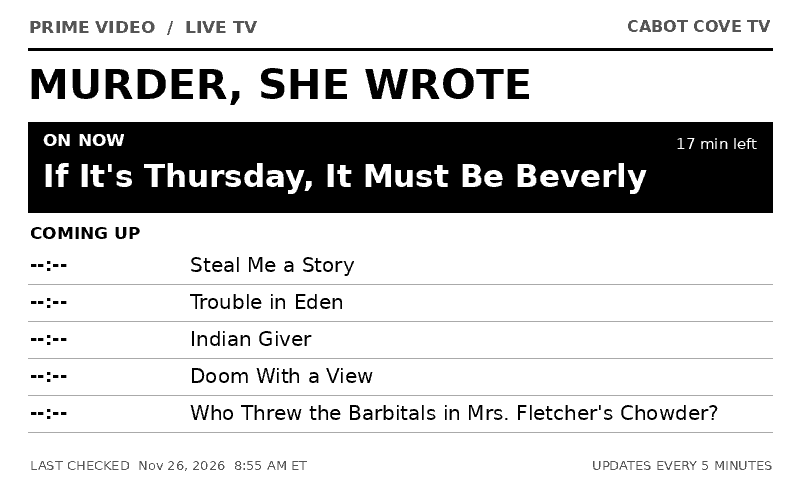 PRIME VIDEO / LIVE TV
CABOT COVE TV
MURDER, SHE WROTE
ON NOW
17 min left
If It's Thursday, It Must Be Beverly
COMING UP
--:-- Steal Me a Story
--:-- Trouble in Eden
--:-- Indian Giver
--:-- Doom With a View
--:-- Who Threw the Barbitals in Mrs. Fletcher's Chowder?
LAST CHECKED Nov 26, 2026 8:55 AM ET
UPDATES EVERY 5 MINUTES